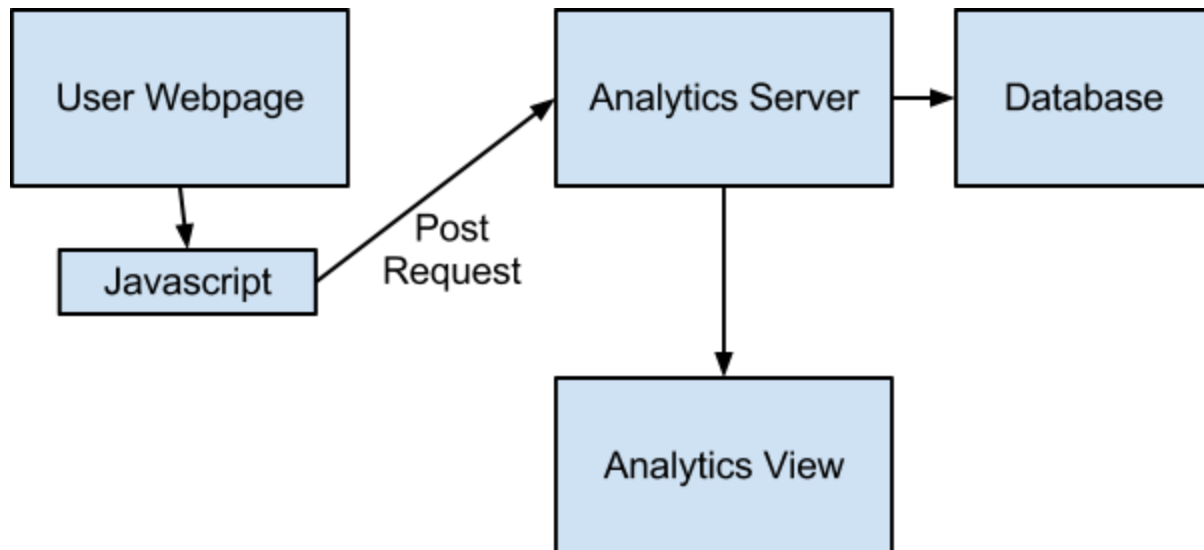 User Webpage
Analytics Server
Database
Javascript
Post
Request
Analytics View